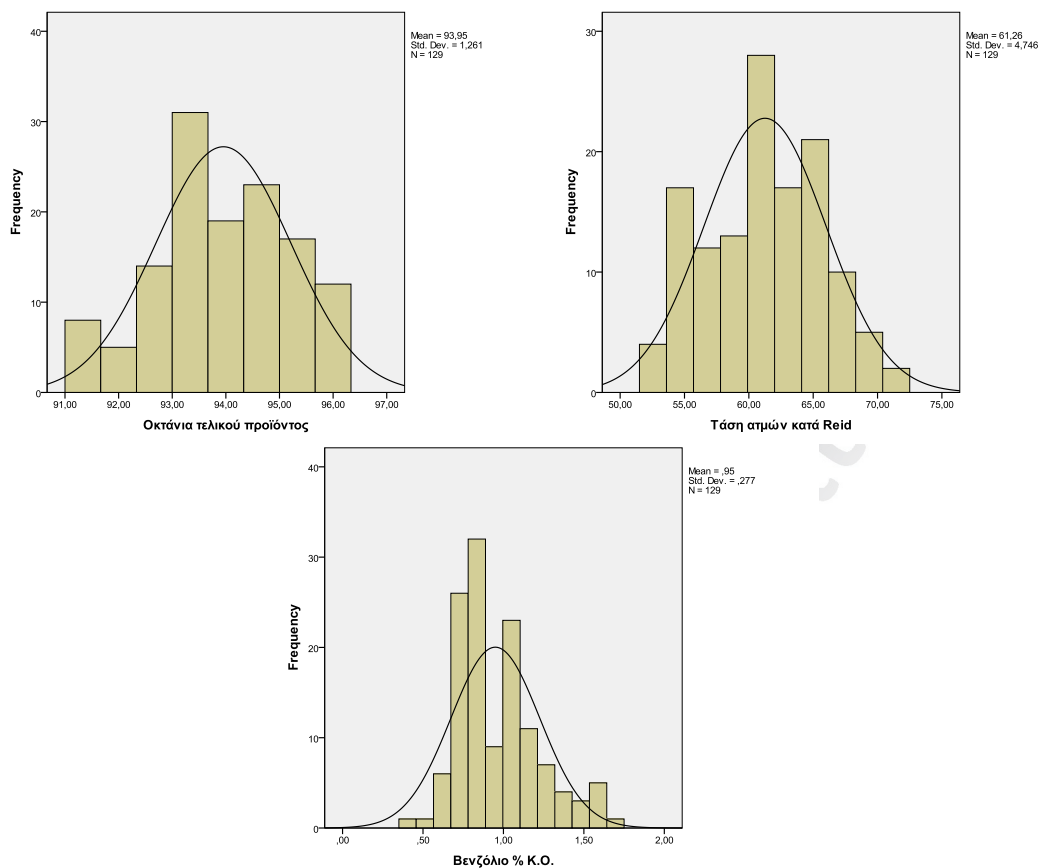 Mean = 93,95
Std. Dev. = 1,261
N = 129
40
30
20
10
0
Frequency
91,00 92,00 93,00 94,00 95,00 96,00 97,00
Οκτάνια τελικού προϊόντος
Mean = 61,26
Std. Dev. = 4,746
N = 129
30
20
10
0
Frequency
50,00 55,00 60,00 65,00 70,00 75,00
Τάση ατμών κατά Reid
Mean = ,95
Std. Dev. = ,277
N = 129
40
30
20
10
0
Frequency
,00 ,50 1,00 1,50 2,00
Βενζόλιο % Κ.Ο.